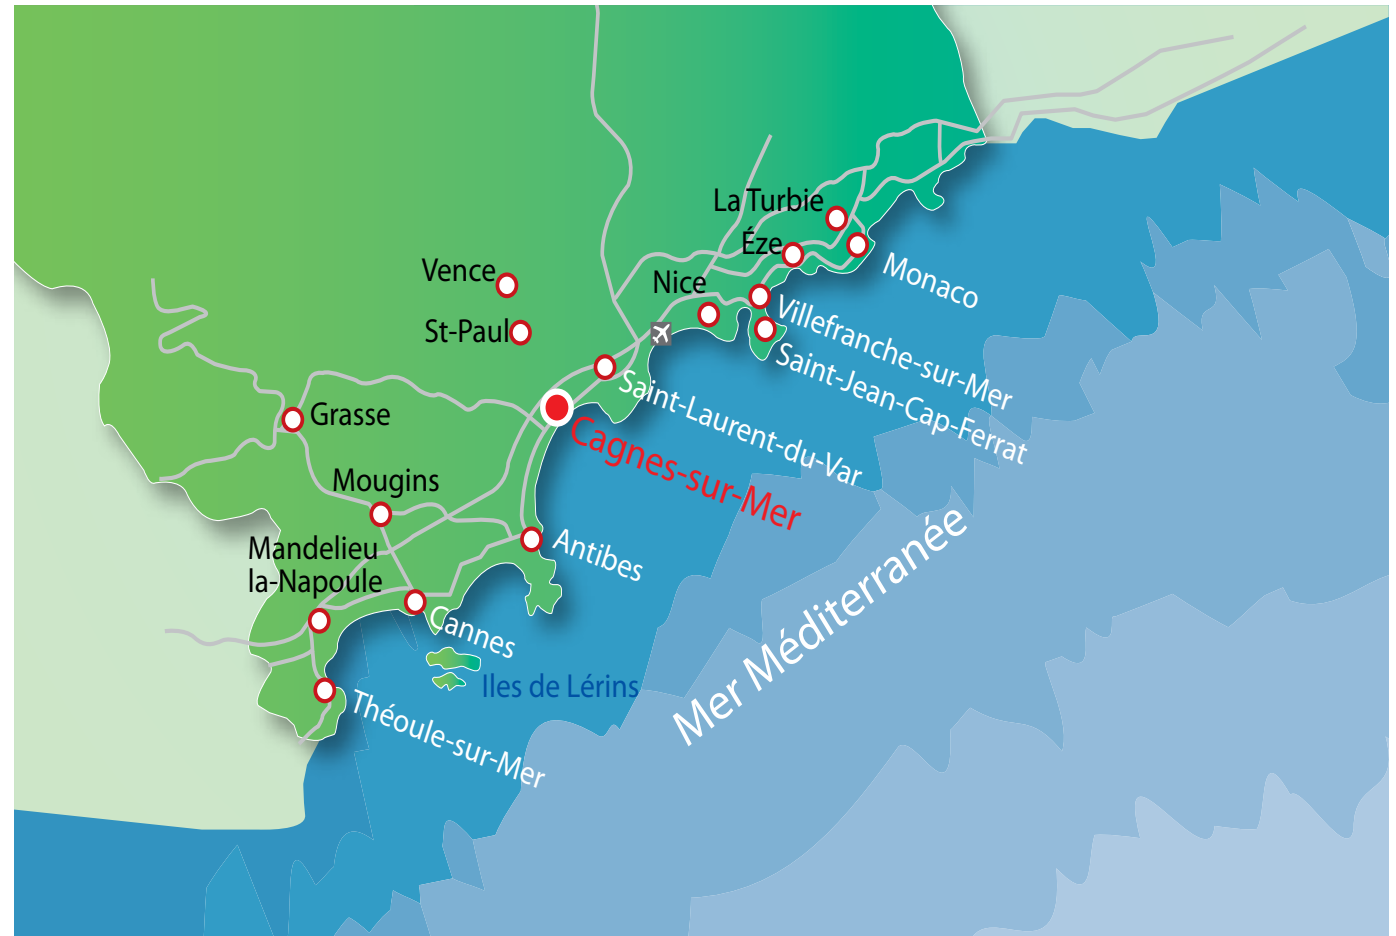 La Turbie
Éze
Monaco
Vence
Nice
Villefranche-sur-Mer
St-Paul
Saint-Jean-Cap-Ferrat
Saint-Laurent-du-Var
Grasse
Cagnes-sur-Mer
Mougins
Mandelieu
la-Napoule
Antibes
Mer Méditerranée
Cannes
Iles de Lérins
Théoule-sur-Mer